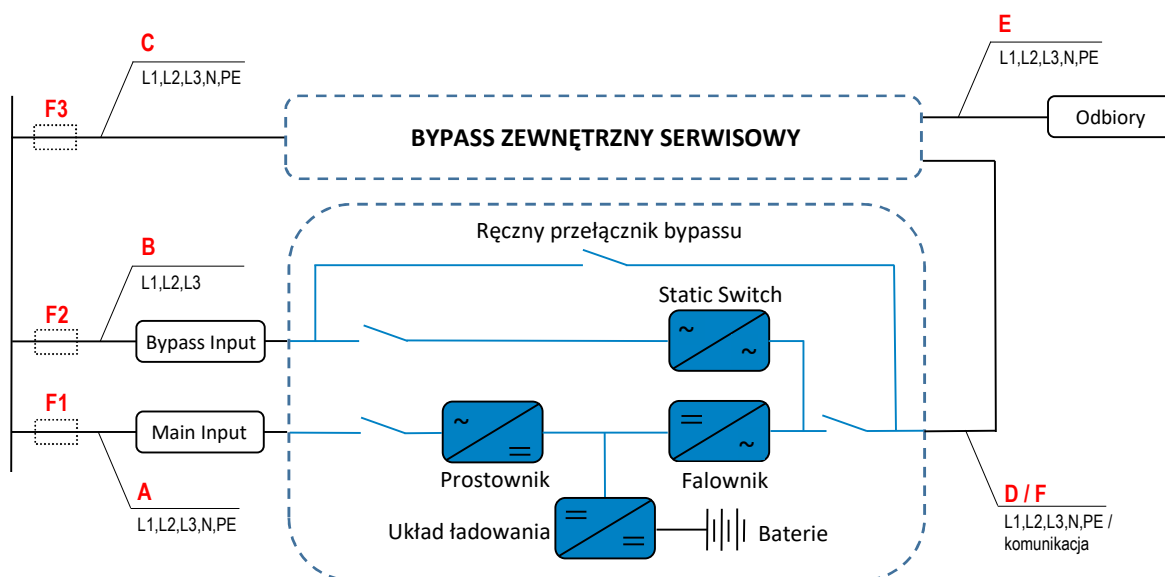 C
L1,L2,L3,N,PE
E
L1,L2,L3,N,PE
F3
BYPASS ZEWNĘTRZNY SERWISOWY
Odbiory
Ręczny przełącznik bypassu
B
L1,L2,L3
Static Switch
F2
Bypass Input
~
~
F1
Main Input
~
=
=
~
Prostownik
Falownik
A
L1,L2,L3,N,PE
D / F
L1,L2,L3,N,PE /
komunikacja
Układ ładowania
=
=
Baterie